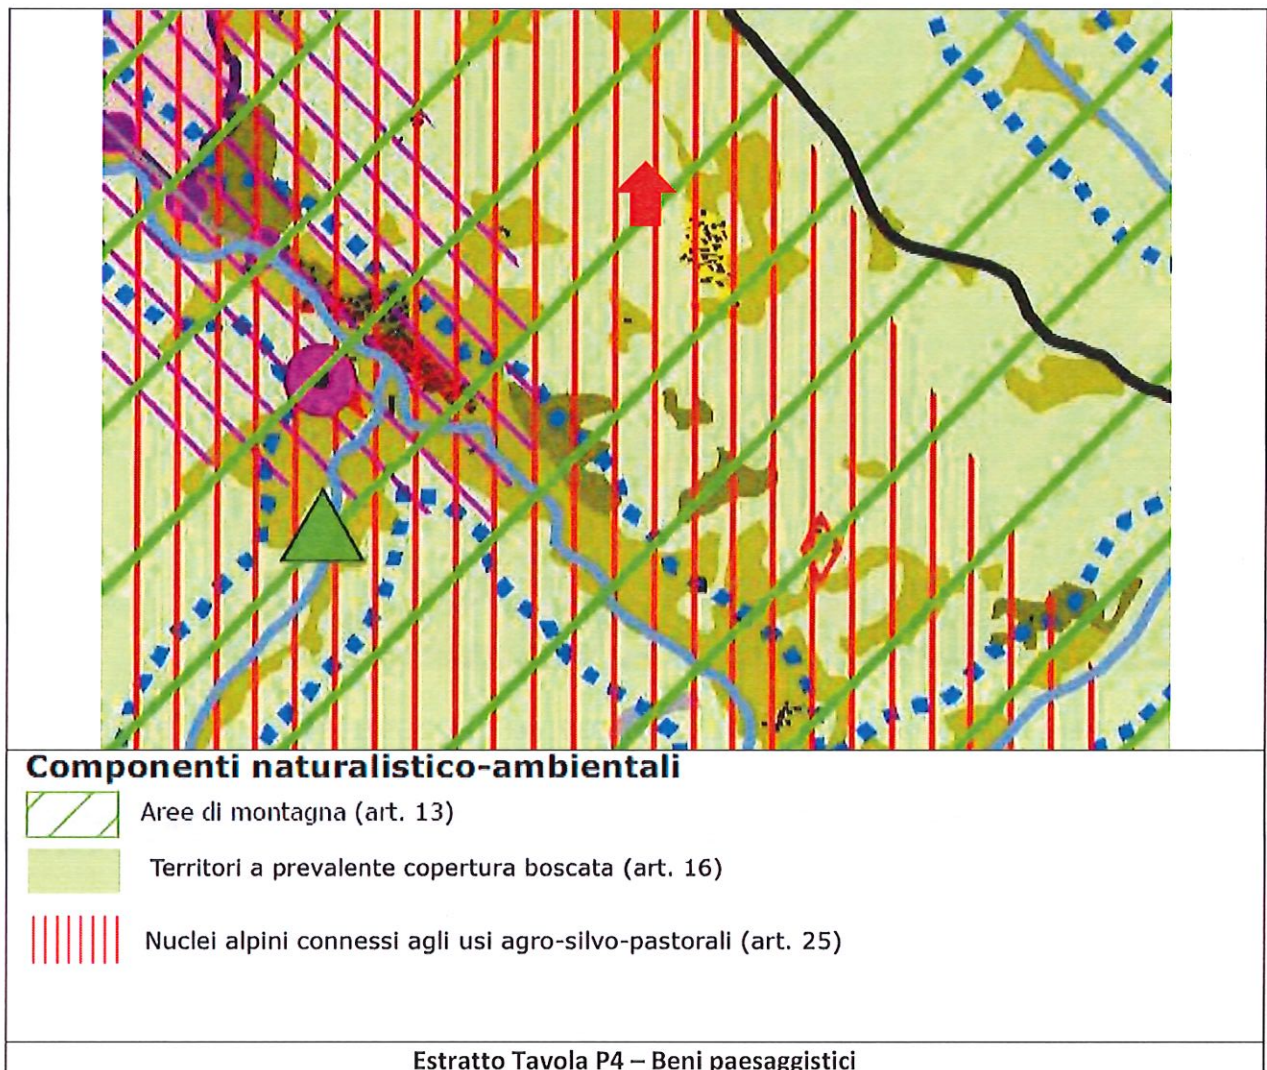 Componenti naturalistico-ambientali
Aree di montagna (art. 13)
Territori a prevalente copertura boscata (art. 16)
Nuclei alpini connessi agli usi agro-silvo-pastorali (art. 25)
Estratto Tavola P4 – Beni paesaggistici